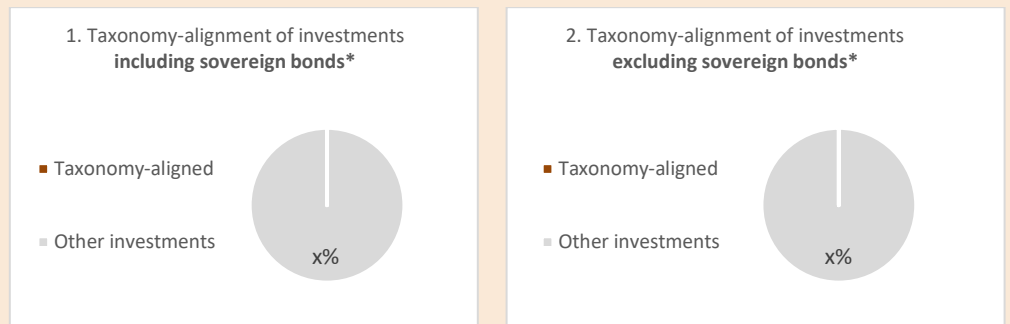 1. Taxonomy-alignment of investments
including sovereign bonds*
Taxonomy-aligned
Other investments
x%
2. Taxonomy-alignment of investments
excluding sovereign bonds*
Taxonomy-aligned
Other investments
x%